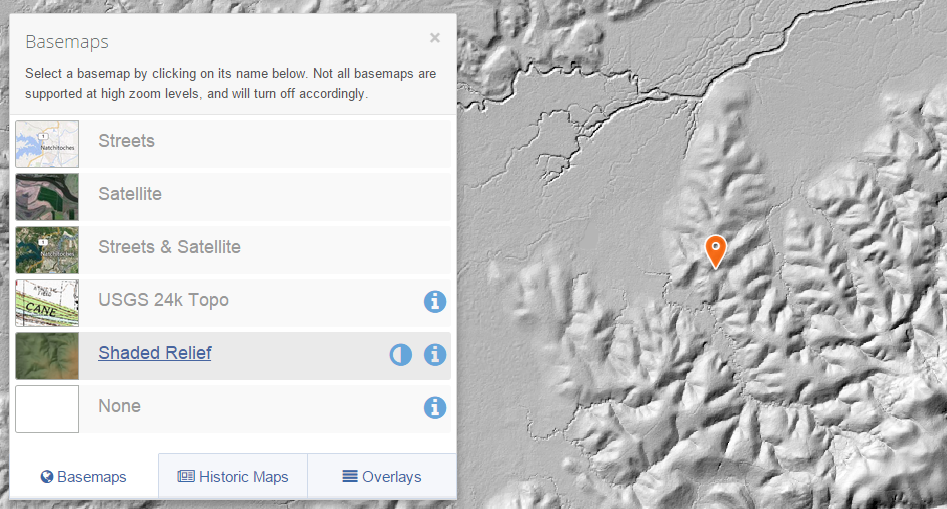 Basemaps
×
Select a basemap by clicking on its name below. Not all basemaps are
supported at high zoom levels, and will turn off accordingly.
1
Natchitoches
Streets
Satellite
Natchitoches
Streets & Satellite
CANE
USGS 24k Topo
Shaded Relief
None
Basemaps
Historic Maps
Overlays